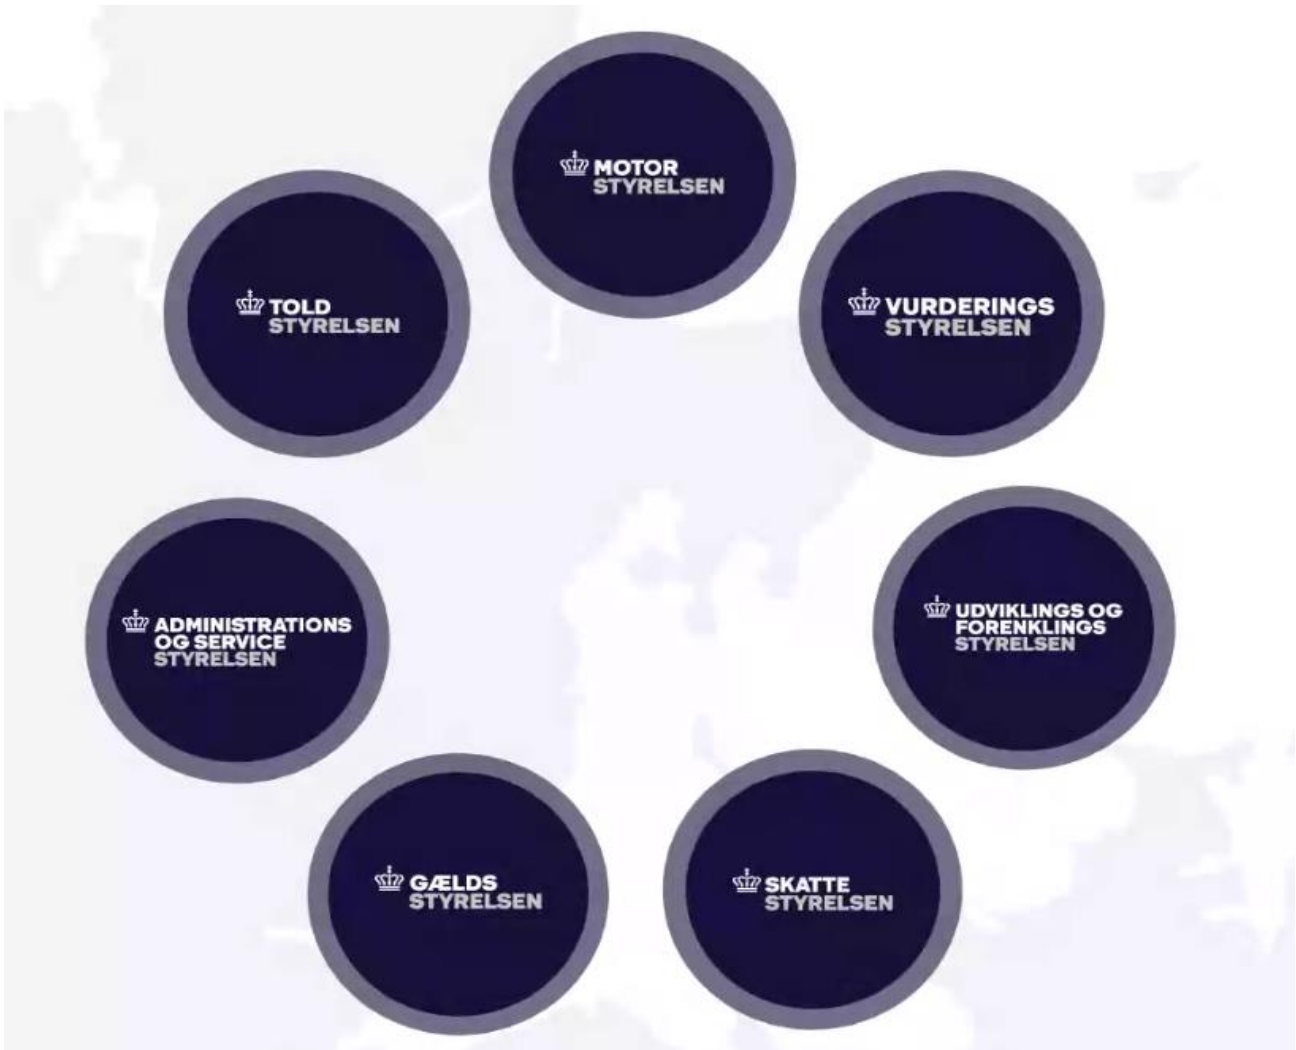 MOTOR
STYRELSEN
TOLD
STYRELSEN
VURDERINGS
STYRELSEN
ADMINISTRATIONS
OG SERVICE
STYRELSEN
UDVIKLINGS OG
FORENKLINGS
STYRELSEN
GÆLDS
STYRELSEN
SKATTE
STYRELSEN